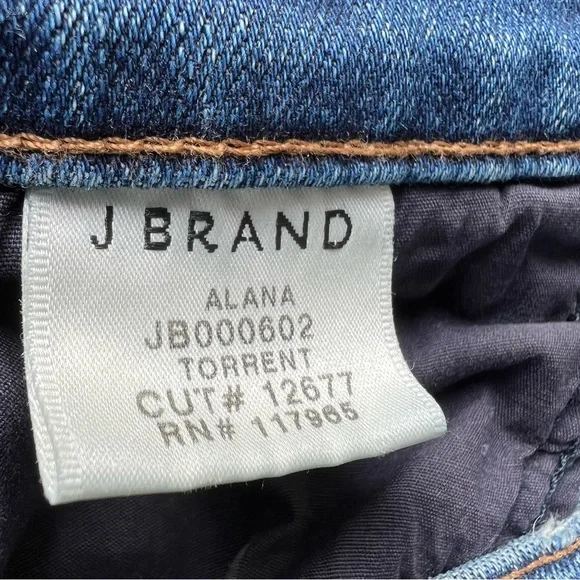 J BRAND
ALANA
JB000602
TORRENT
CUT# 12677
RN# 117965